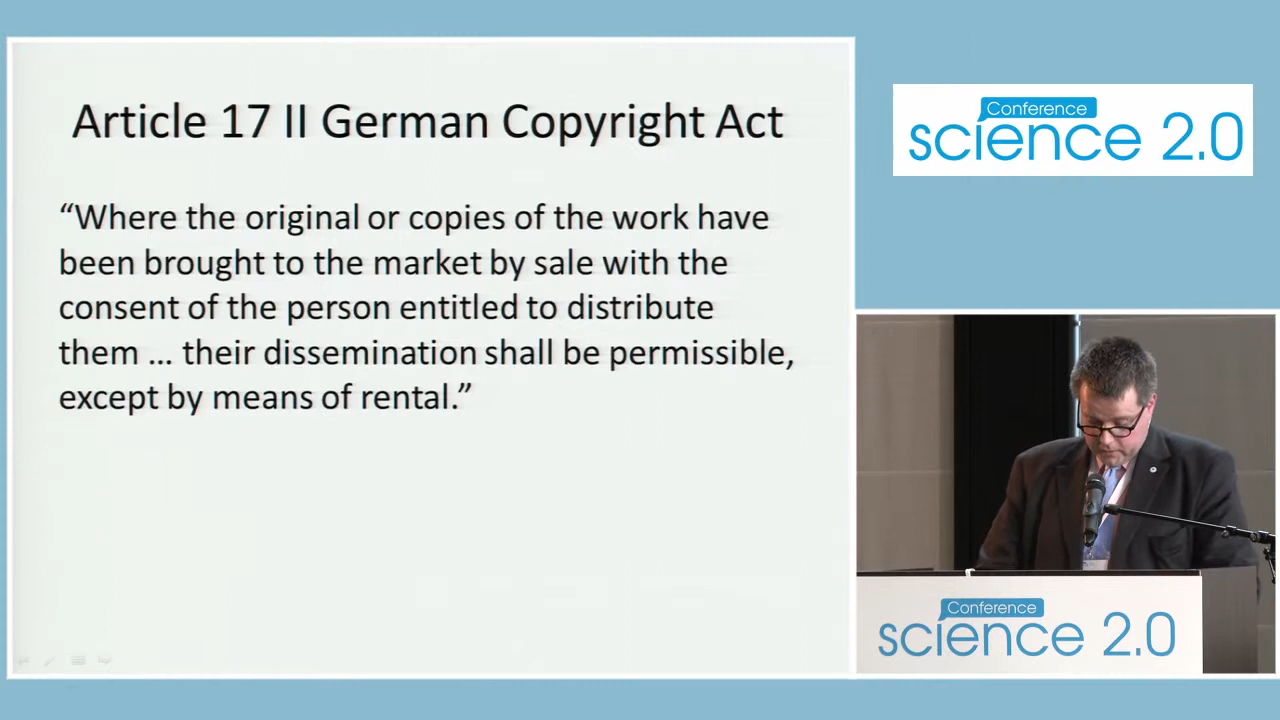 Article 17 II German Copyright Act
“Where the original or copies of the work have
been brought to the market by sale with the
consent of the person entitled to distribute
them ... their dissemination shall be permissible,
except by means of rental.”
Conference
science 2.0
Conference
science 2.0